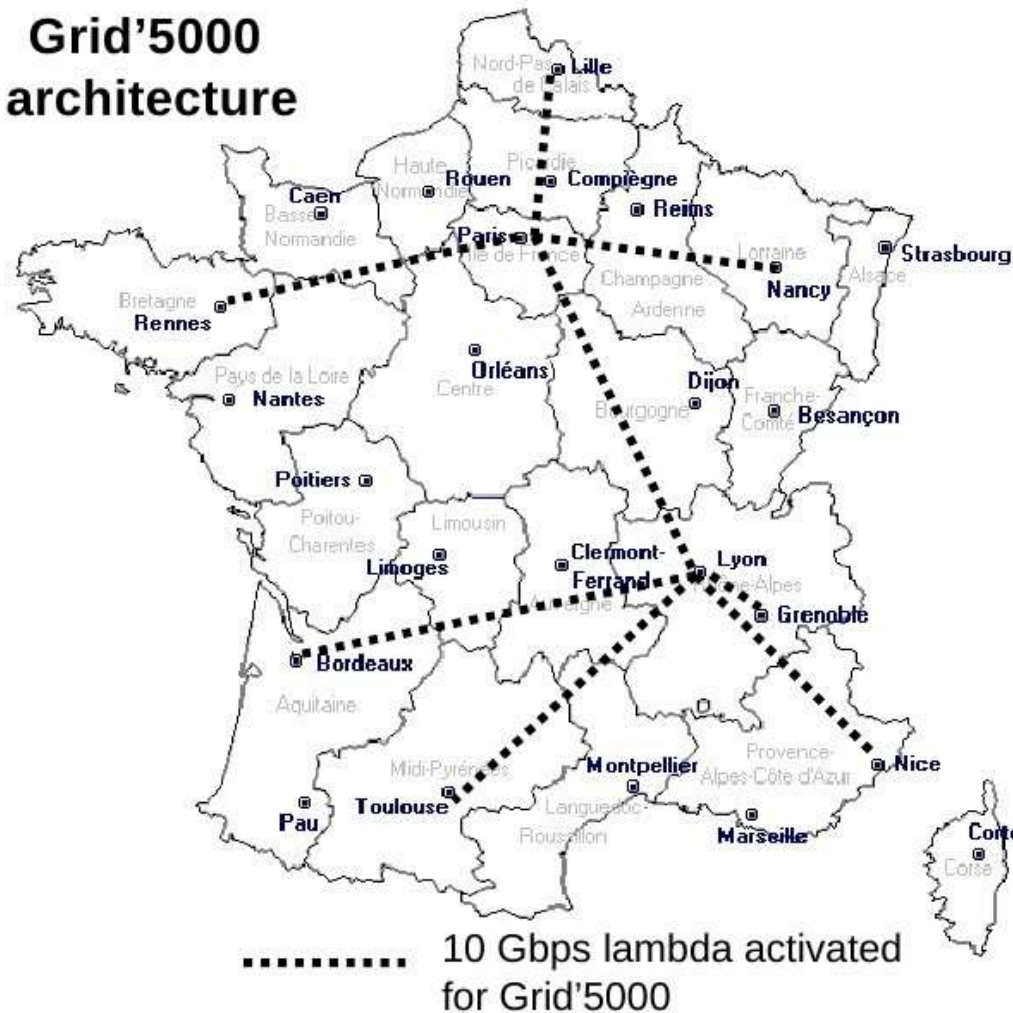 Grid'5000
architecture
Nord-Pas
de Calais
Lille
Haute
Normandie
Rouen
Picardie
Compiègne
Caen
Basse
Normandie
Reims
Paris
Ile de France
Lorraine
Nancy
Strasbourg
Alsace
Champagne
Ardenne
Bretagne
Rennes
Orléans
Centre
Pays de la Loire
Nantes
Dijon
Bourgogne
Franche-
Comté
Besançon
Poitiers
Poitou-
Charentes
Limousin
Limoges
Clermont-
Ferrand
Auvergne
Lyon
Rhône-Alpes
Grenoble
Bordeaux
Aquitaine
Midi-Pyrénées
Toulouse
Pau
Montpellier
Languedoc-
Roussillon
Provence-
Alpes-Côte d'Azur
Nice
Marseille
Corte
Corse
10 Gbps lambda activated
for Grid'5000